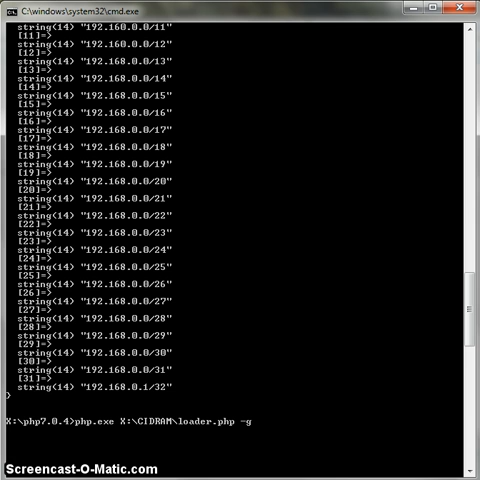 C:\windows\system32\cmd.exe
string(14) "192.160.0.0/11"
[11]=>
string(14) "192.160.0.0/12"
[12]=>
string(14) "192.168.0.0/13"
[13]=>
string(14) "192.168.0.0/14"
[14]=>
string(14) "192.168.0.0/15"
[15]=>
string(14) "192.168.0.0/16"
[16]=>
string(14) "192.168.0.0/17"
[17]=>
string(14) "192.168.0.0/18"
[18]=>
string(14) "192.168.0.0/19"
[19]=>
string(14) "192.168.0.0/20"
[20]=>
string(14) "192.168.0.0/21"
[21]=>
string(14) "192.168.0.0/22"
[22]=>
string(14) "192.168.0.0/23"
[23]=>
string(14) "192.168.0.0/24"
[24]=>
string(14) "192.168.0.0/25"
[25]=>
string(14) "192.168.0.0/26"
[26]=>
string(14) "192.168.0.0/27"
[27]=>
string(14) "192.168.0.0/28"
[28]=>
string(14) "192.168.0.0/29"
[29]=>
string(14) "192.168.0.0/30"
[30]=>
string(14) "192.168.0.0/31"
[31]=>
string(14) "192.168.0.1/32"
}
X:\php7.0.4>php.exe X:\CIDRAM\loader.php -g
Screencast-O-Matic.com